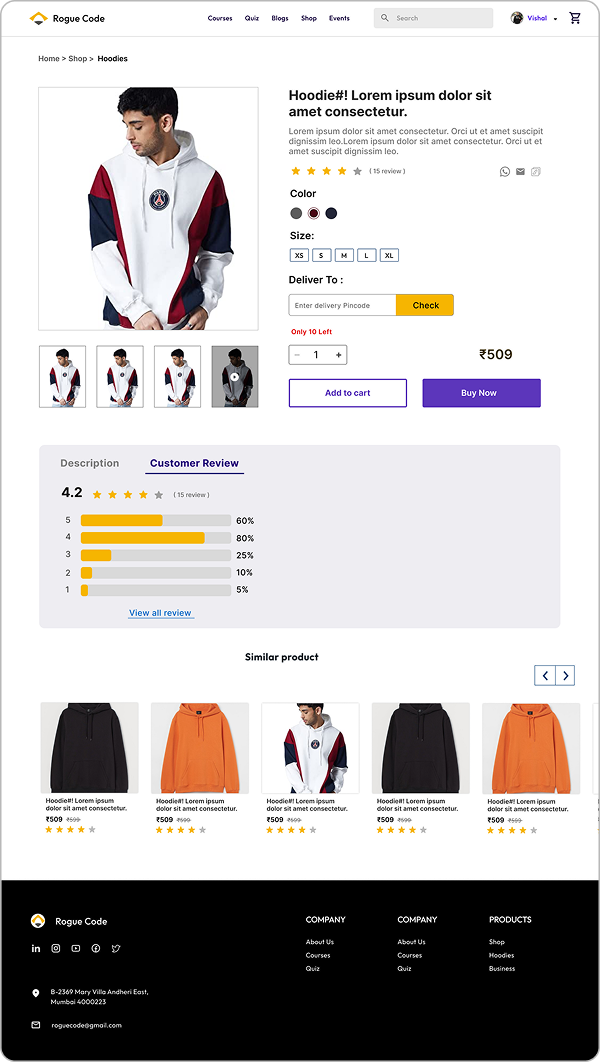 Rogue Code
Courses Quiz Blogs Shop Events
Search
Vishal
Home > Shop > Hoodies
Hoodie#! Lorem ipsum dolor sit
amet consectetur.
Lorem ipsum dolor sit amet consectetur. Orci ut et amet suscipit
dignissim leo.Lorem ipsum dolor sit amet consectetur. Orci ut et
amet suscipit dignissim leo.
( 15 review )
Color
Size:
XS S M L XL
Deliver To :
Enter delivery Pincode Check
Only 10 Left
− 1 +
₹509
Add to cart Buy Now
Description Customer Review
4.2 ( 15 review )
5 60%
4 80%
3 25%
2 10%
1 5%
View all review
Similar product
Hoodie#! Lorem ipsum
dolor sit amet consectetur.
₹509 ₹599
Hoodie#! Lorem ipsum
dolor sit amet consectetur.
₹509 ₹599
Hoodie#! Lorem ipsum
dolor sit amet consectetur.
₹509 ₹599
Hoodie#! Lorem ipsum
dolor sit amet consectetur.
₹509 ₹599
Hoodie#! Lorem ipsum
dolor sit amet consectetur.
₹509 ₹599
Rogue Code
B-2369 Mary Villa Andheri East,
Mumbai 4000223
roguecode@gmail.com
COMPANY
About Us
Courses
Quiz
COMPANY
About Us
Courses
Quiz
PRODUCTS
Shop
Hoodies
Business